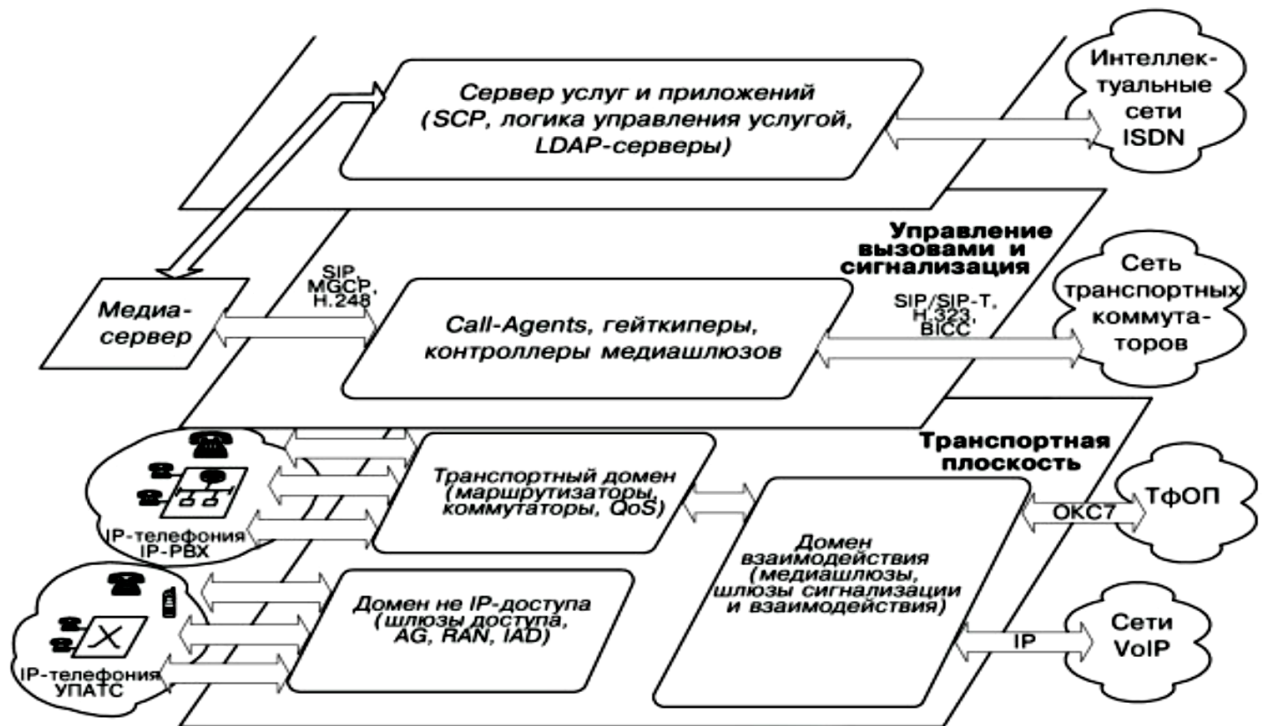 Сервер услуг и приложений
(SCP, логика управления услугой,
LDAP-серверы)
Интеллек-
туальные
сети
ISDN
Управление
вызовами и
сигнализация
SIP,
MGCP,
H.248
Медиа-
сервер
Call-Agents, гейткиперы,
контроллеры медиашлюзов
SIP/SIP-T,
H.323,
BICC
Сеть
транспортных
коммута-
торов
Транспортная
плоскость
IP-телефония
IP-PBX
Транспортный домен
(маршрутизаторы,
коммутаторы, QoS)
Домен
взаимодействия
(медиашлюзы,
шлюзы сигнализации
и взаимодействия)
ОКС7
ТфОП
X
IP-телефония
УПАТС
Домен не IP-доступа
(шлюзы доступа,
AG, RAN, IAD)
IP
Сети
VoIP